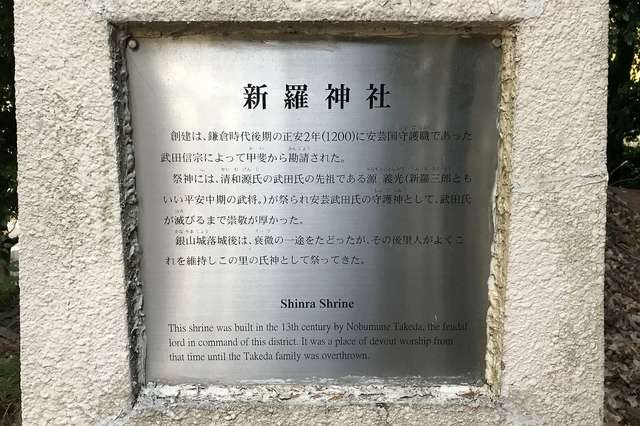 新羅神社
創建は、鎌倉時代後期の正安2年(1200)に安芸国守護職であった
武田信宗によって甲斐から勘請された。
祭神には、清和源氏の武田氏の先祖である源 義光(新羅三郎とも
いい平安中期の武将。)が祭られ安芸武田氏の守護神として、武田氏
が滅びるまで崇敬が厚かった。
銀山城落城後は、衰微の一途をたどったが、その後里人がよくこ
れを維持しこの里の氏神として祭ってきた。
Shinra Shrine
This shrine was built in the 13th century by Nobumune Takeda, the feudal
lord in command of this district. It was a place of devout worship from
that time until the Takeda family was overthrown.